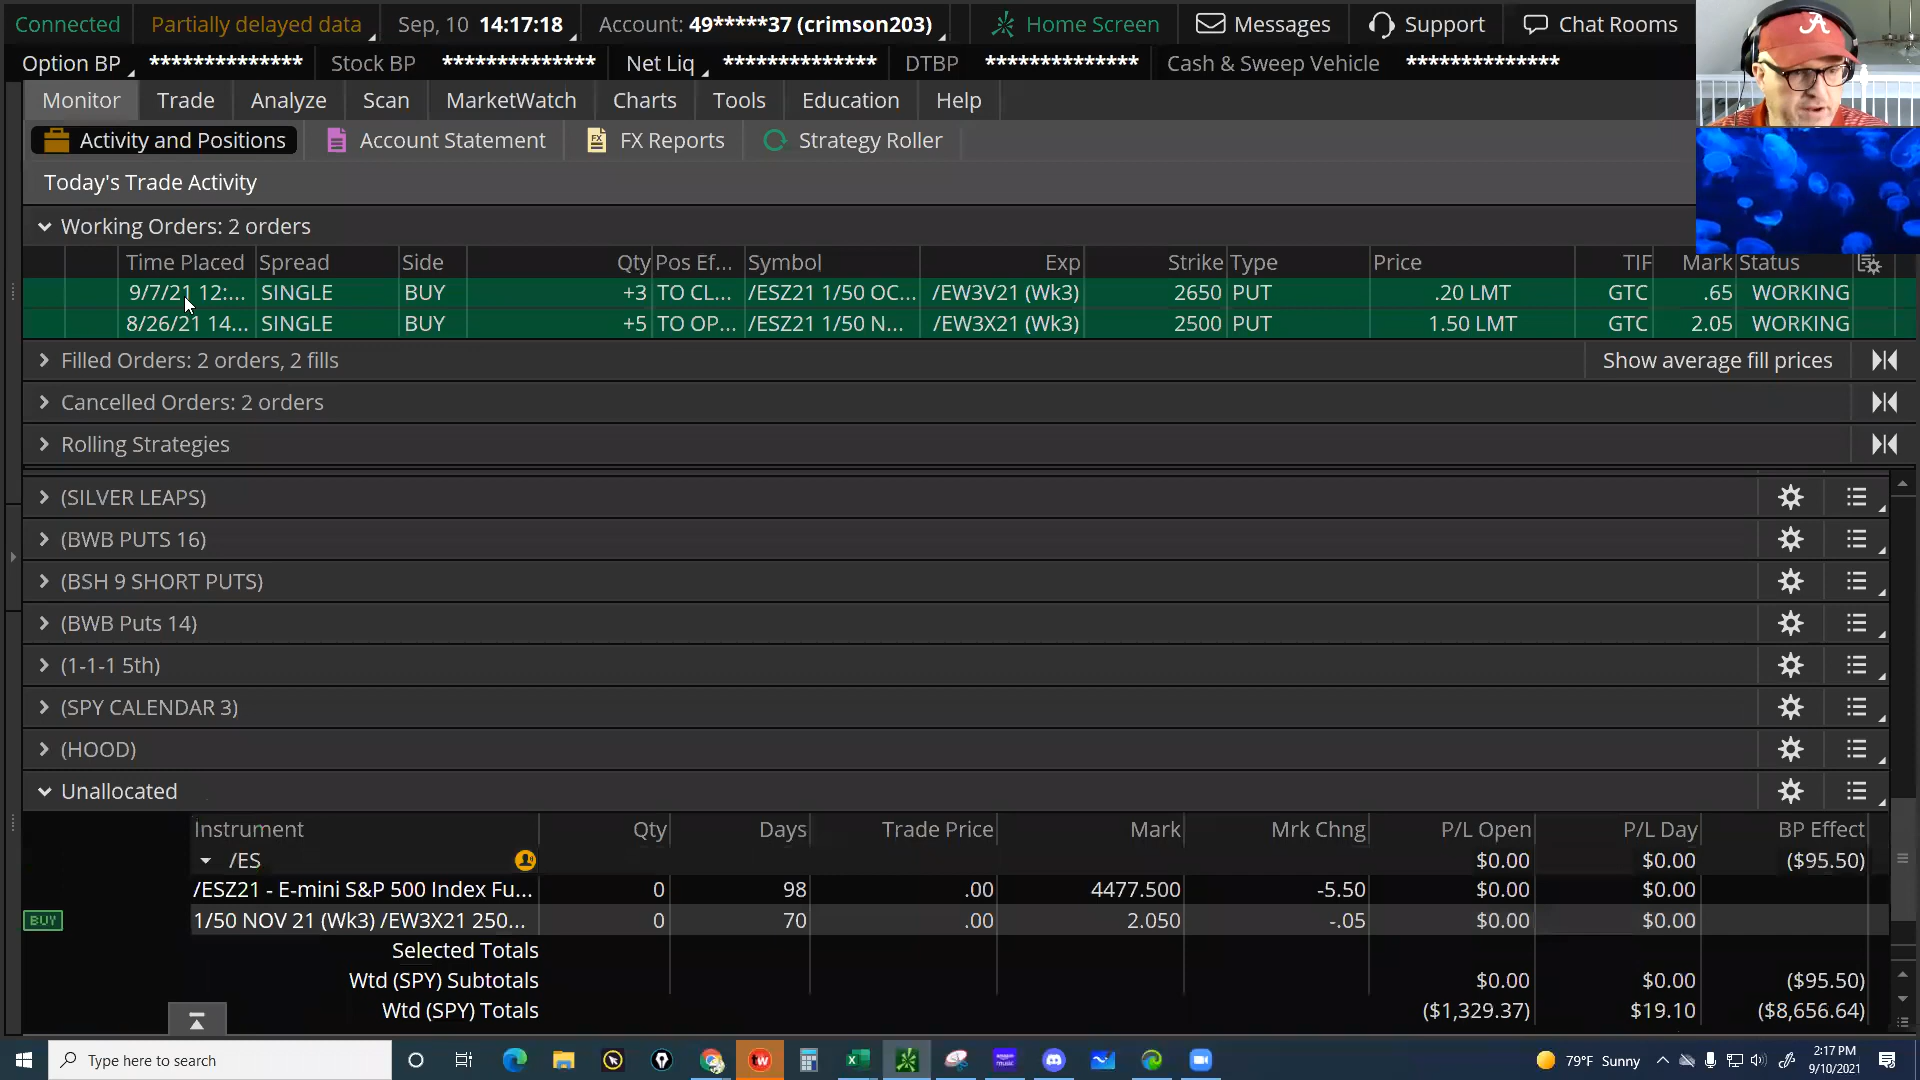 Connected Partially delayed data Sep, 10 14:17:18 Account: 49*****37 (crimson203) Home Screen Messages Support Chat Rooms
Option BP ************** Stock BP ************** Net Liq ************** DTBP ************** Cash & Sweep Vehicle **************
Monitor Trade Analyze Scan MarketWatch Charts Tools Education Help
Activity and Positions Account Statement FX Reports Strategy Roller
Today's Trade Activity
Working Orders: 2 orders
Time Placed Spread Side Qty Pos Ef... Symbol Exp Strike Type Price TIF Mark Status
9/7/21 12:... SINGLE BUY +3 TO CL... /ESZ21 1/50 OC... /EW3V21 (Wk3) 2650 PUT .20 LMT GTC .65 WORKING
8/26/21 14... SINGLE BUY +5 TO OP... /ESZ21 1/50 N... /EW3X21 (Wk3) 2500 PUT 1.50 LMT GTC 2.05 WORKING
Filled Orders: 2 orders, 2 fills Show average fill prices
Cancelled Orders: 2 orders
Rolling Strategies
(SILVER LEAPS)
(BWB PUTS 16)
(BSH 9 SHORT PUTS)
(BWB Puts 14)
(1-1-1 5th)
(SPY CALENDAR 3)
(HOOD)
Unallocated
Instrument Qty Days Trade Price Mark Mrk Chng P/L Open P/L Day BP Effect
/ES $0.00 $0.00 ($95.50)
/ESZ21 - E-mini S&P 500 Index Fu... 0 98 .00 4477.500 -5.50 $0.00 $0.00
BUY 1/50 NOV 21 (Wk3) /EW3X21 250... 0 70 .00 2.050 -.05 $0.00 $0.00
Selected Totals
Wtd (SPY) Subtotals $0.00 $0.00 ($95.50)
Wtd (SPY) Totals ($1,329.37) $19.10 ($8,656.64)
Type here to search tw 79°F Sunny 2:17 PM
9/10/2021